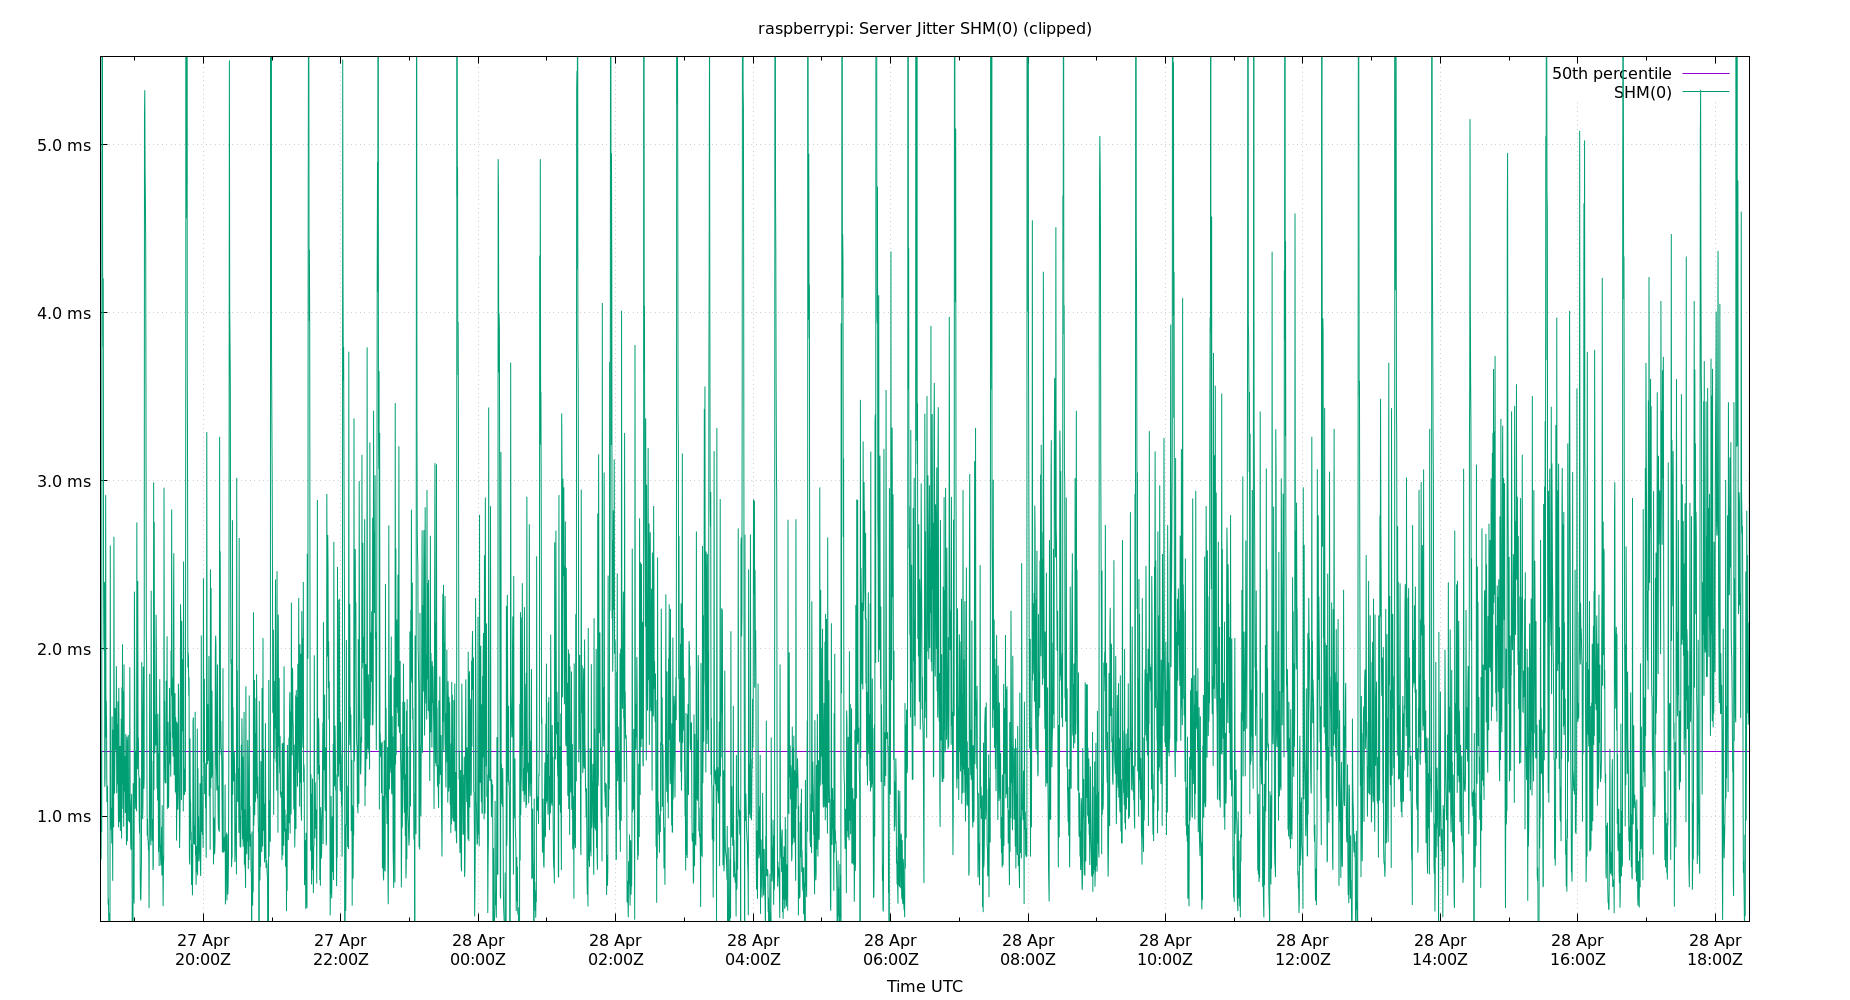 raspberrypi: Server Jitter SHM(0) (clipped)
50th percentile
SHM(0)
5.0 ms
4.0 ms
3.0 ms
2.0 ms
1.0 ms
27 Apr 27 Apr 28 Apr 28 Apr 28 Apr 28 Apr 28 Apr 28 Apr 28 Apr 28 Apr 28 Apr 28 Apr
20:00Z 22:00Z 00:00Z 02:00Z 04:00Z 06:00Z 08:00Z 10:00Z 12:00Z 14:00Z 16:00Z 18:00Z
Time UTC